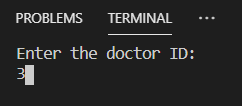 PROBLEMS TERMINAL ...
Enter the doctor ID:
3